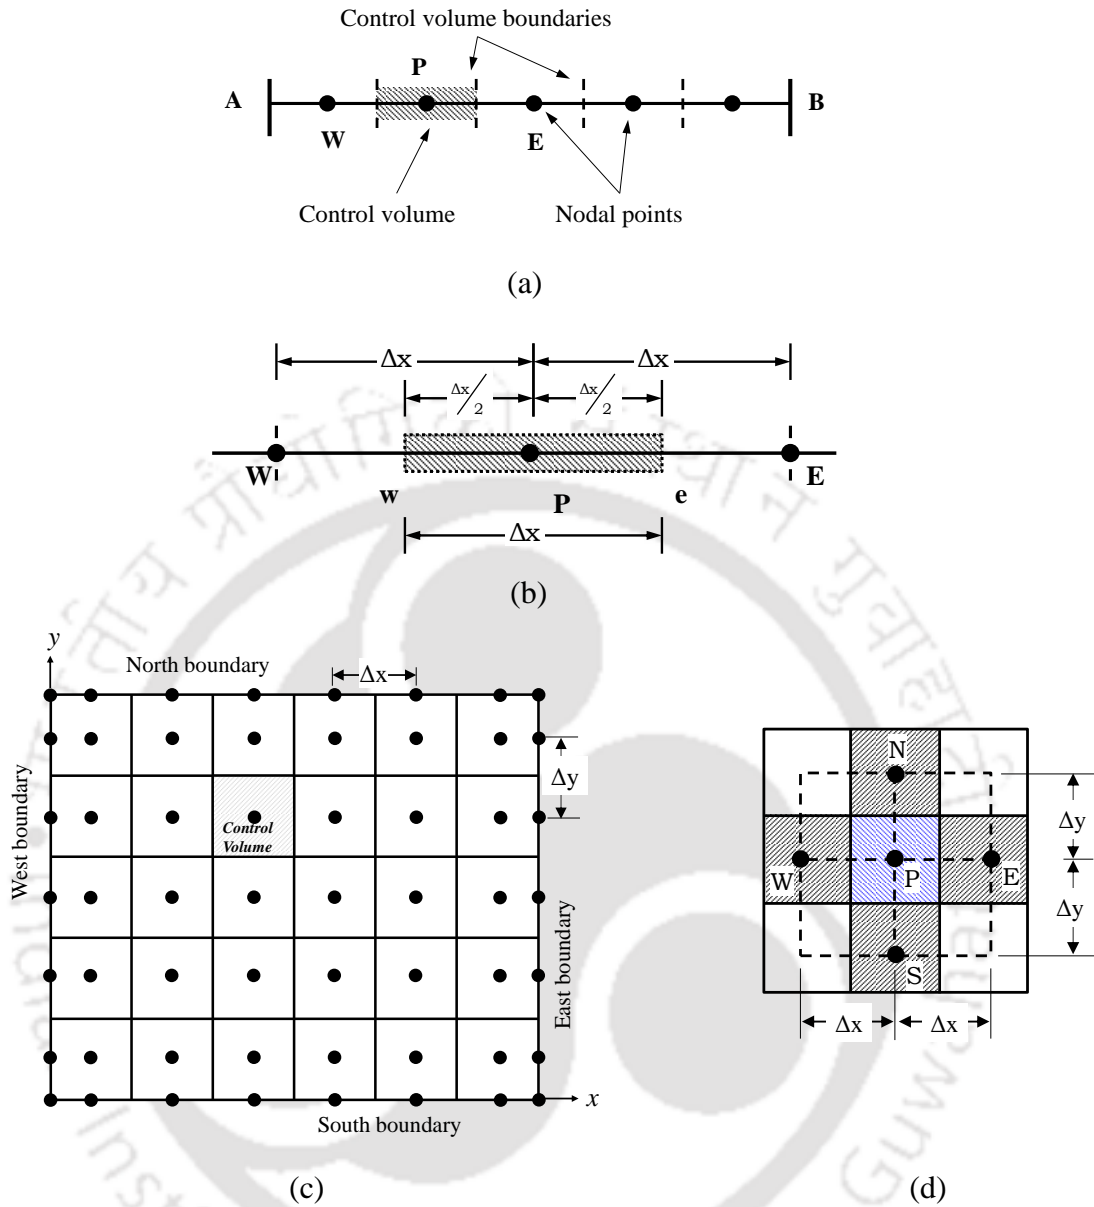 Control volume boundaries
P
A
B
W
E
Control volume
Nodal points
(a)
Δx Δx
Δx/2 Δx/2
W
E
w
P
e
Δx
(b)
y
North boundary
Δx
Δy
West boundary
Control
Volume
East boundary
x
South boundary
(c)
N
W
P
E
S
Δy
Δy
Δx Δx
(d)